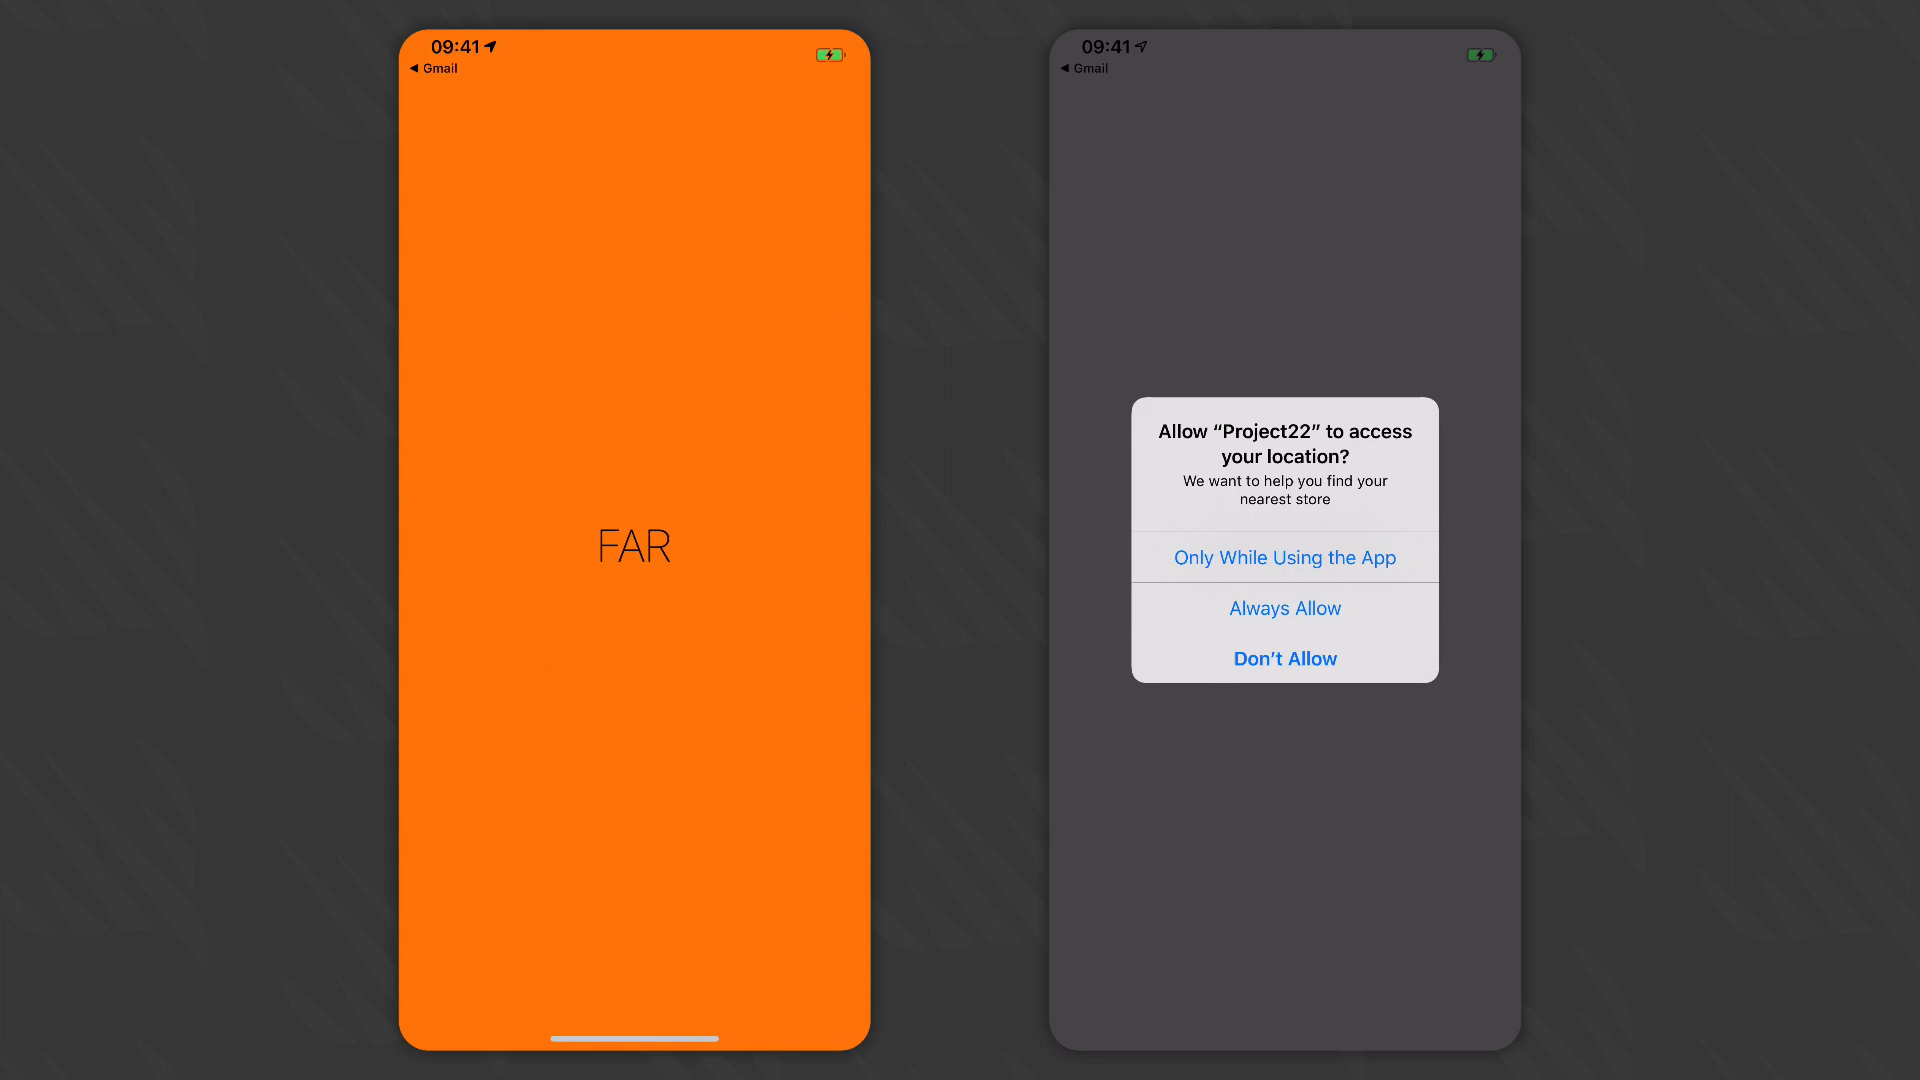 09:41
◀ Gmail
FAR
09:41
◀ Gmail
Allow “Project22” to access
your location?
We want to help you find your
nearest store
Only While Using the App
Always Allow
Don’t Allow